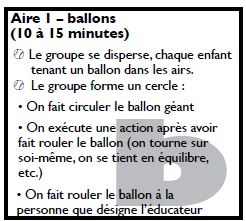 Aire 1 – ballons
(10 à 15 minutes)
Le groupe se disperse, chaque enfant
tenant un ballon dans les airs.
Le groupe forme un cercle :
• On fait circuler le ballon géant
• On exécute une action après avoir
fait rouler le ballon (on tourne sur
soi-même, on se tient en équilibre,
etc.)
• On fait rouler le ballon à la
personne que désigne l'éducateur
b